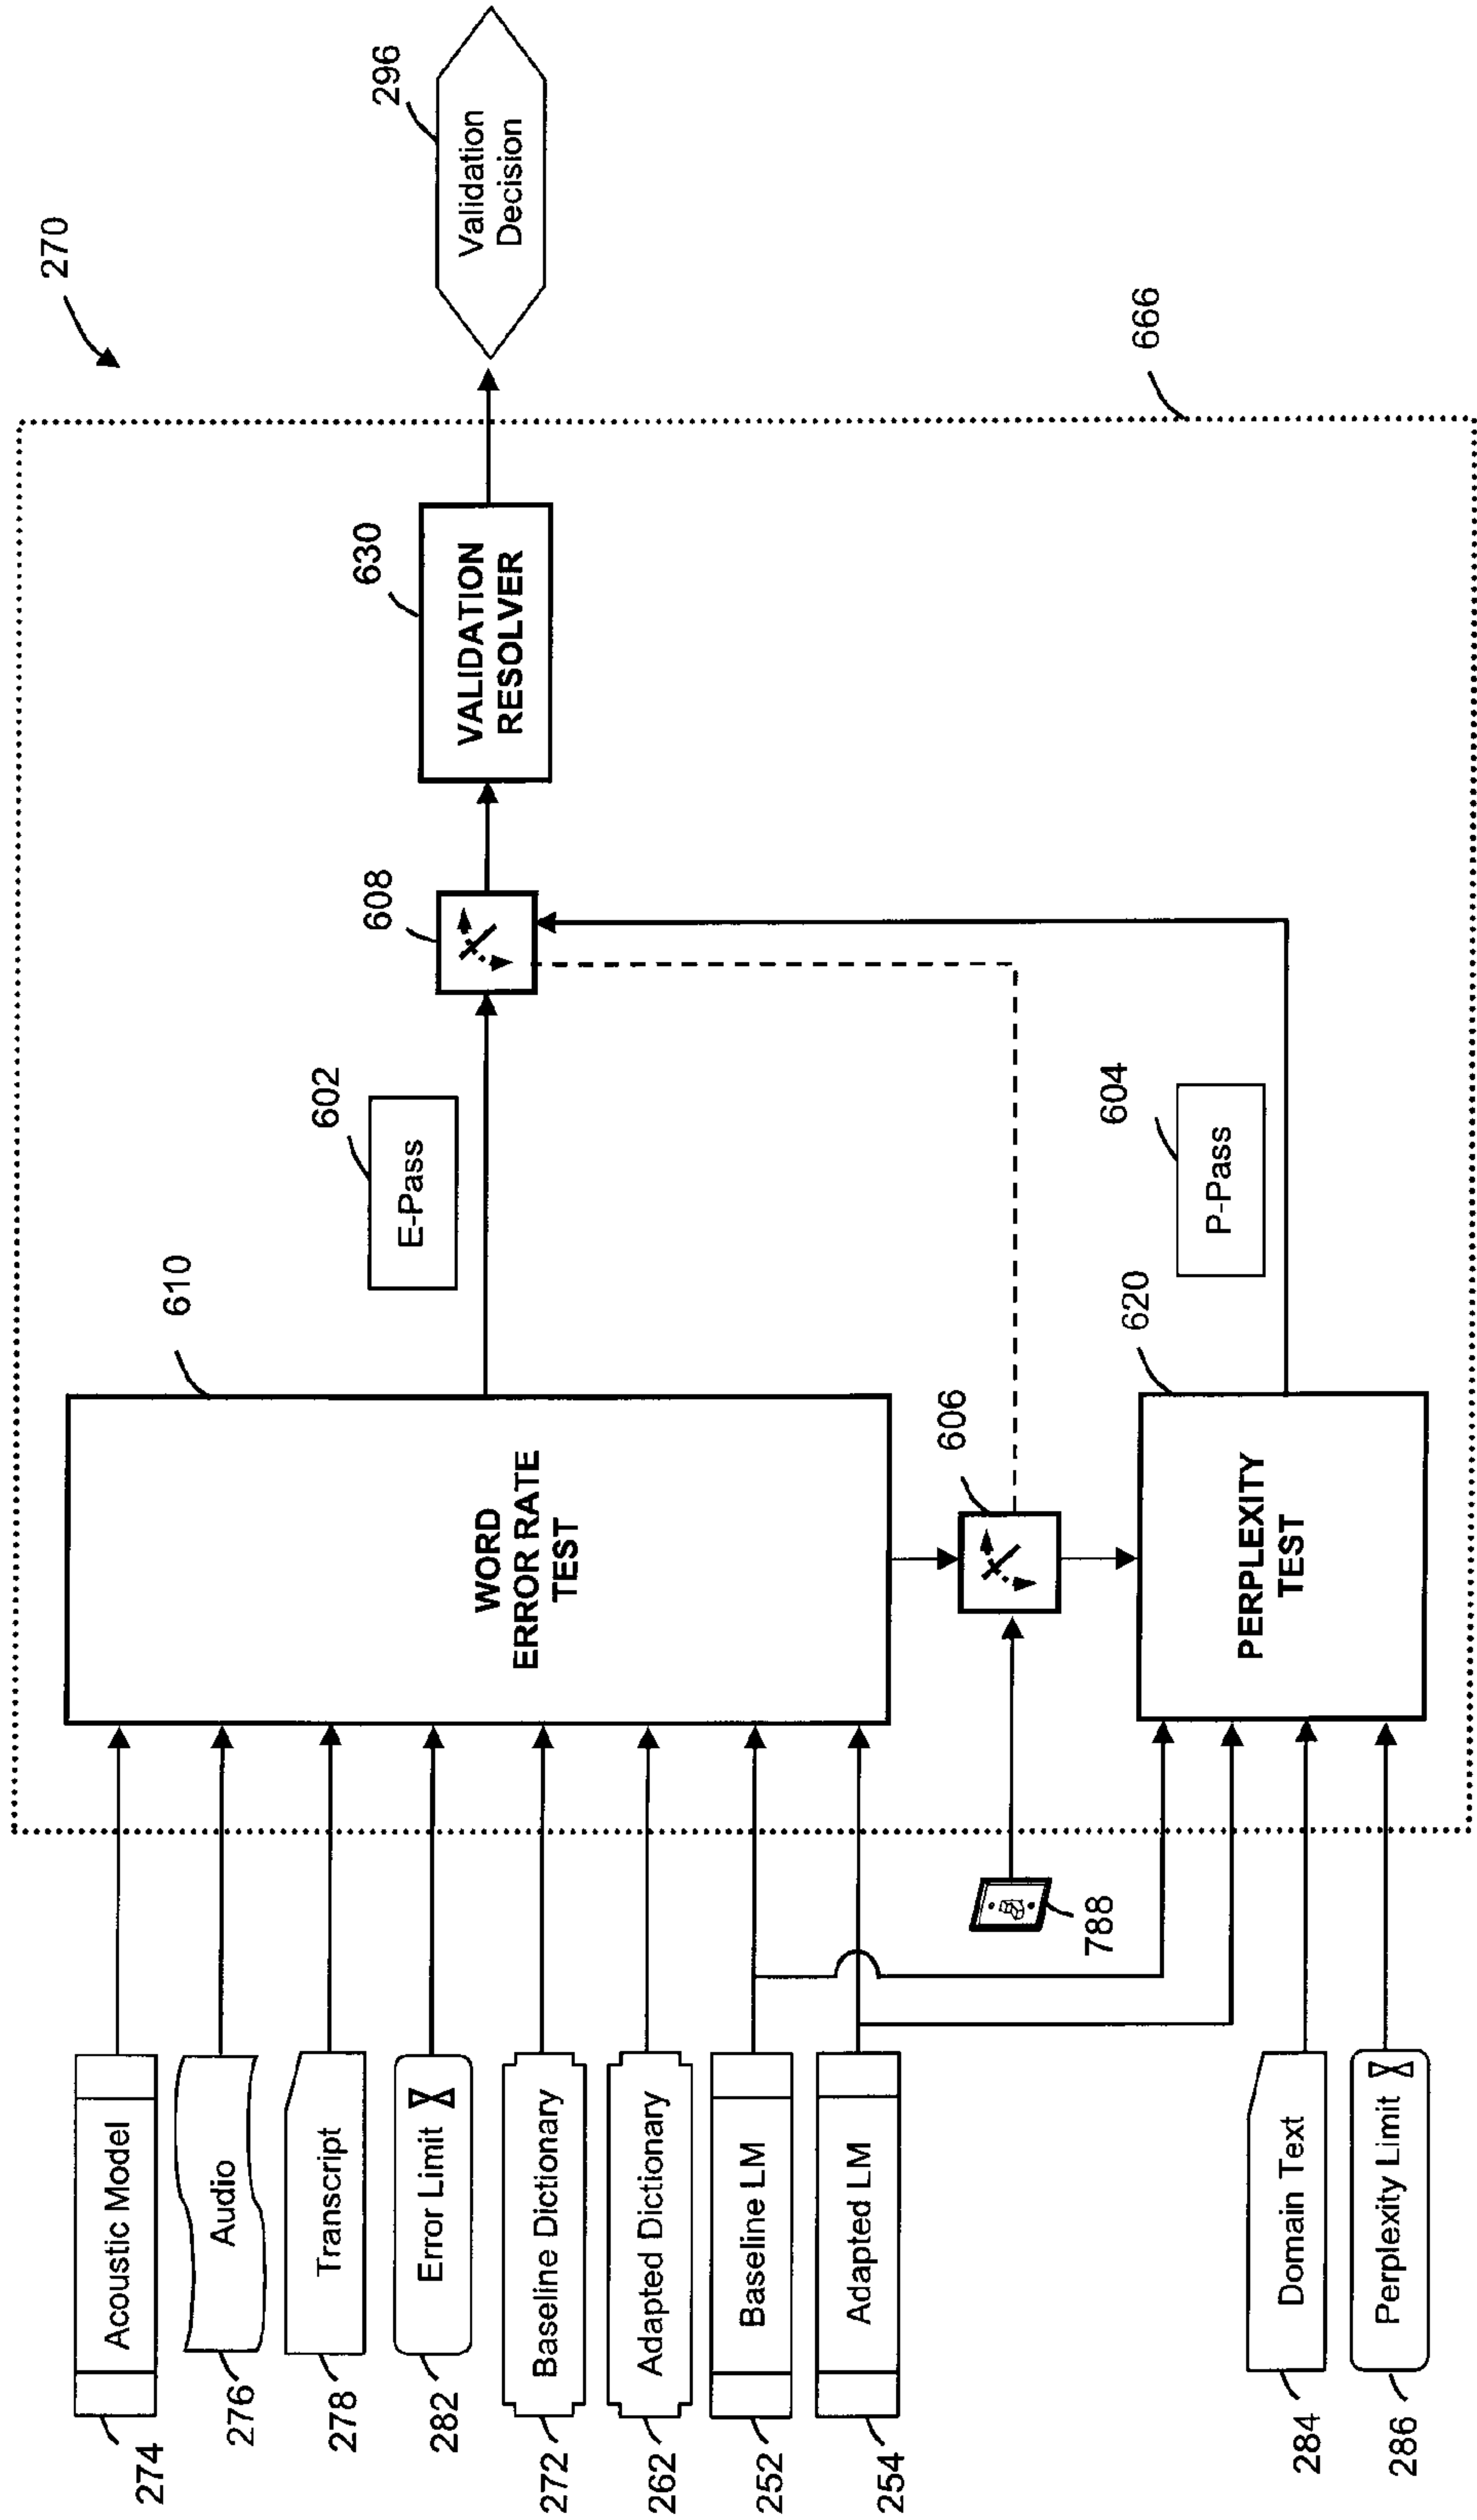 270
274
Acoustic Model
276
Audio
278
Transcript
282
Error Limit
272
Baseline Dictionary
262
Adapted Dictionary
252
Baseline LM
254
Adapted LM
284
Domain Text
286
Perplexity Limit
788
610
WORD
ERROR RATE
TEST
606
620
PERPLEXITY
TEST
602
E-Pass
604
P-Pass
608
630
VALIDATION
RESOLVER
666
296
Validation
Decision